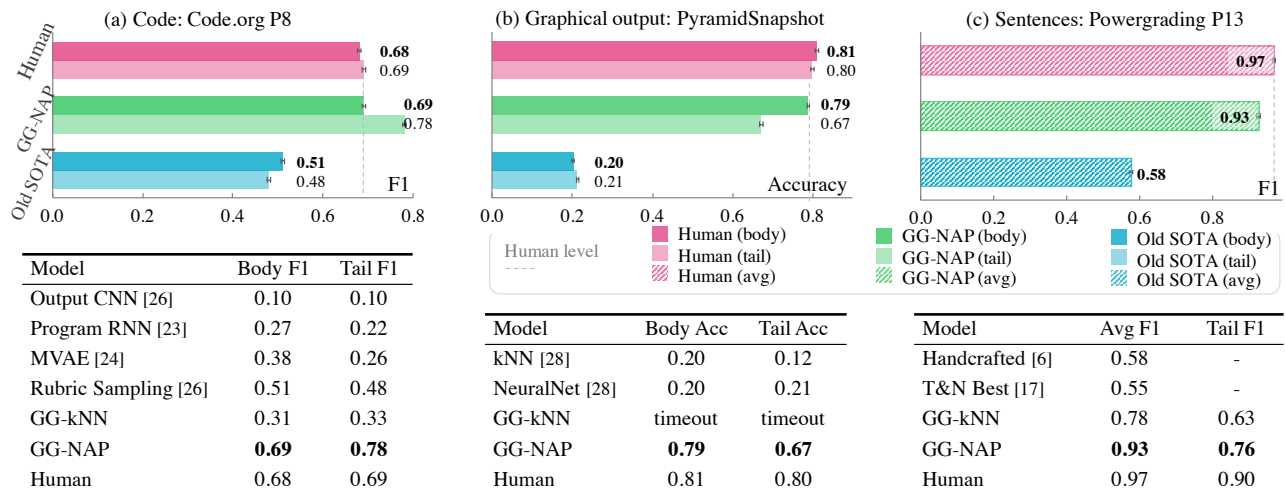 (a) Code: Code.org P8
Human
0.68
0.69
GG-NAP
0.69
0.78
Old SOTA
0.51
0.48
F1
0.0 0.2 0.4 0.6 0.8
(b) Graphical output: PyramidSnapshot
0.81
0.80
0.79
0.67
0.20
0.21
Accuracy
0.0 0.2 0.4 0.6 0.8
(c) Sentences: Powergrading P13
0.97
0.93
0.58
F1
0.0 0.2 0.4 0.6 0.8
Human level
Human (body)
Human (tail)
Human (avg)
GG-NAP (body)
GG-NAP (tail)
GG-NAP (avg)
Old SOTA (body)
Old SOTA (tail)
Old SOTA (avg)
Model Body F1 Tail F1
Output CNN [26] 0.10 0.10
Program RNN [23] 0.27 0.22
MVAE [24] 0.38 0.26
Rubric Sampling [26] 0.51 0.48
GG-kNN 0.31 0.33
GG-NAP 0.69 0.78
Human 0.68 0.69
Model Body Acc Tail Acc
kNN [28] 0.20 0.12
NeuralNet [28] 0.20 0.21
GG-kNN timeout timeout
GG-NAP 0.79 0.67
Human 0.81 0.80
Model Avg F1 Tail F1
Handcrafted [6] 0.58 -
T&N Best [17] 0.55 -
GG-kNN 0.78 0.63
GG-NAP 0.93 0.76
Human 0.97 0.90